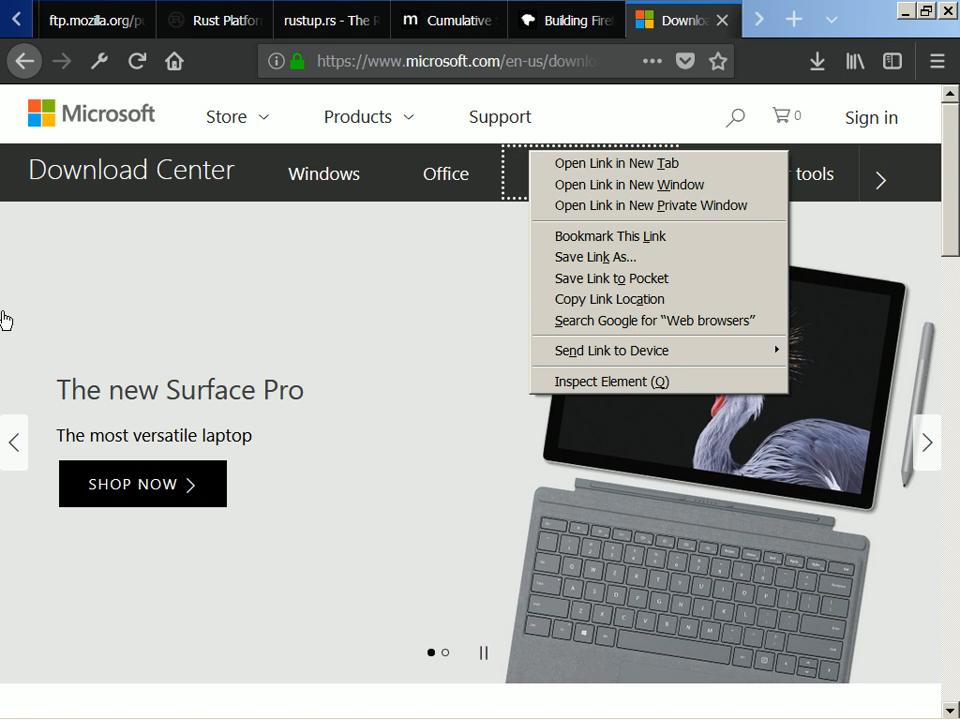 ftp.mozilla.org/p
Rust Platfor
rustup.rs - The R
m Cumulative
Building Fire
Downlo
https://www.microsoft.com/en-us/downlo
Microsoft
Store
Products
Support
0
Sign in
Download Center
Windows
Office
tools
Open Link in New Tab
Open Link in New Window
Open Link in New Private Window
Bookmark This Link
Save Link As...
Save Link to Pocket
Copy Link Location
Search Google for “Web browsers”
Send Link to Device
Inspect Element (Q)
The new Surface Pro
The most versatile laptop
SHOP NOW